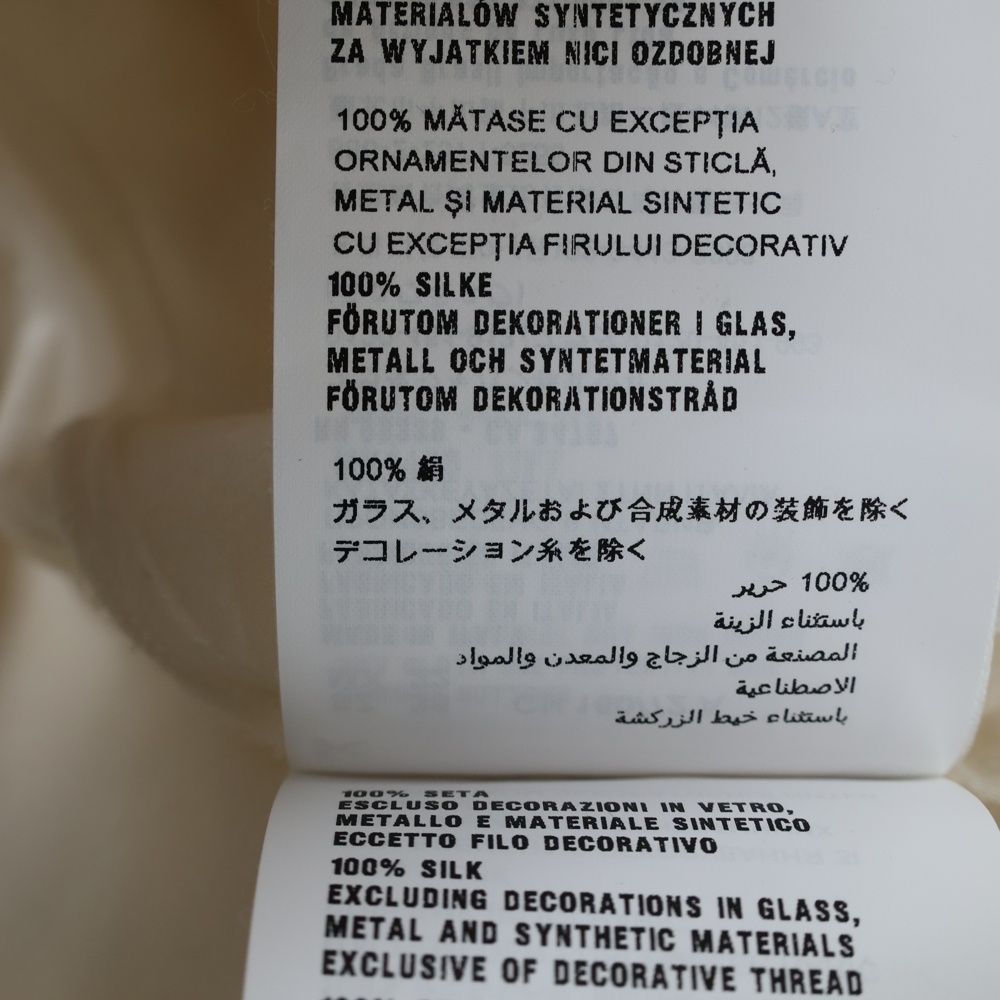 MATERIALÓW SYNTETYCZNYCH
ZA WYJATKIEM NICI OZDOBNEJ
100% MĂTASE CU EXCEPȚIA
ORNAMENTELOR DIN STICLĂ,
METAL ȘI MATERIAL SINTETIC
CU EXCEPȚIA FIRULUI DECORATIV
100% SILKE
FÖRUTOM DEKORATIONER I GLAS,
METALL OCH SYNTETMATERIAL
FÖRUTOM DEKORATIONSTRÅD
100% 絹
ガラス、メタルおよび合成素材の装飾を除く
デコレーション糸を除く
100% حرير
باستثناء الزينة
المصنعة من الزجاج والمعدن والمواد
الاصطناعية
باستثناء خيط الزركشة
100% SETA
ESCLUSO DECORAZIONI IN VETRO,
METALLO E MATERIALE SINTETICO
ECCETTO FILO DECORATIVO
100% SILK
EXCLUDING DECORATIONS IN GLASS,
METAL AND SYNTHETIC MATERIALS
EXCLUSIVE OF DECORATIVE THREAD